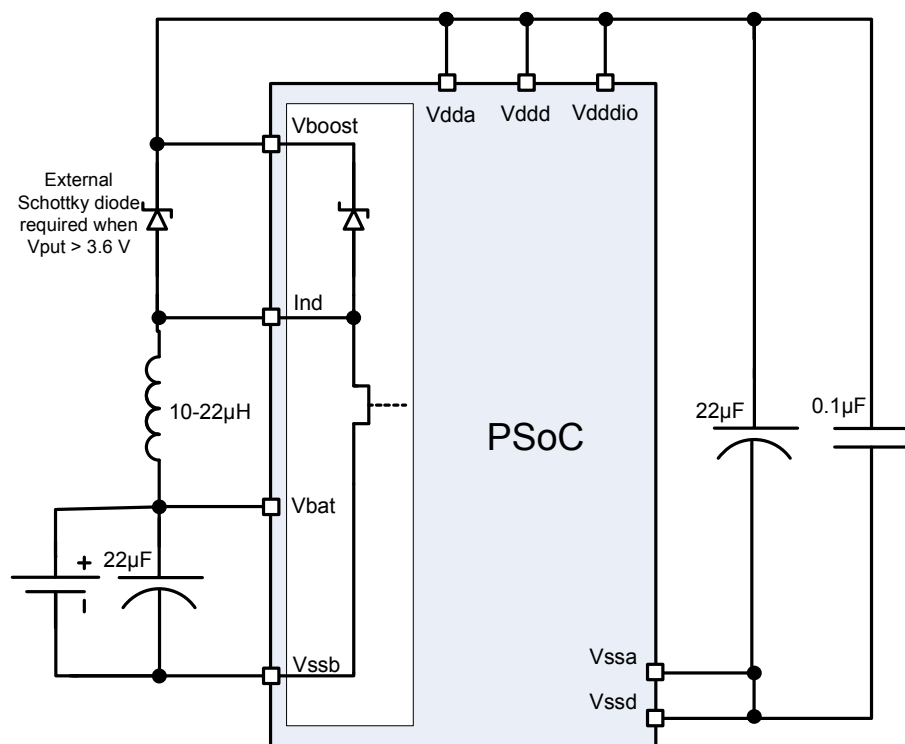 Vdda
Vddd
Vdddio
Vboost
External
Schottky diode
required when
Vput > 3.6 V
Ind
10-22µH
PSoC
22µF
0.1µF
Vbat
22µF
+
Vssb
Vssa
Vssd